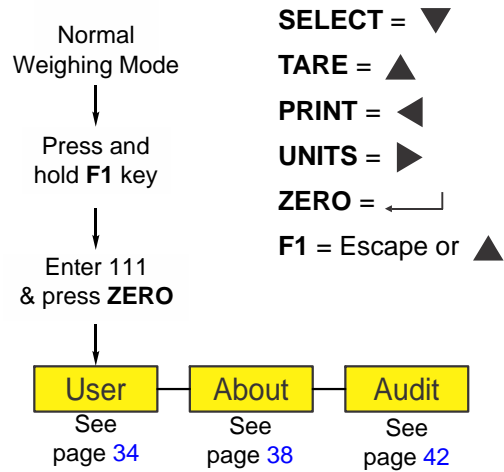 Normal
Weighing Mode
Press and
hold F1 key
Enter 111
& press ZERO
SELECT = ▼
TARE = ▲
PRINT = ◀
UNITS = ▶
ZERO = ↵
F1 = Escape or ▲
User
See
page 34
About
See
page 38
Audit
See
page 42